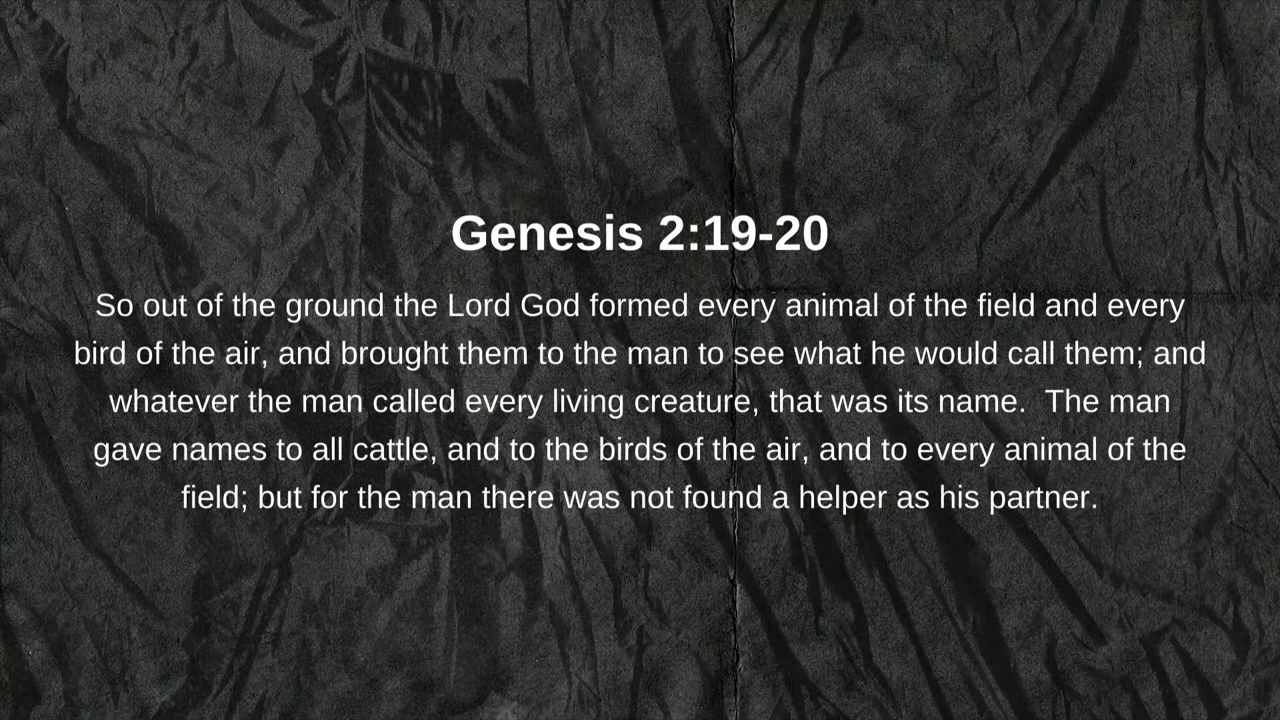 Genesis 2:19-20
So out of the ground the Lord God formed every animal of the field and every
bird of the air, and brought them to the man to see what he would call them; and
whatever the man called every living creature, that was its name.  The man
gave names to all cattle, and to the birds of the air, and to every animal of the
field; but for the man there was not found a helper as his partner.